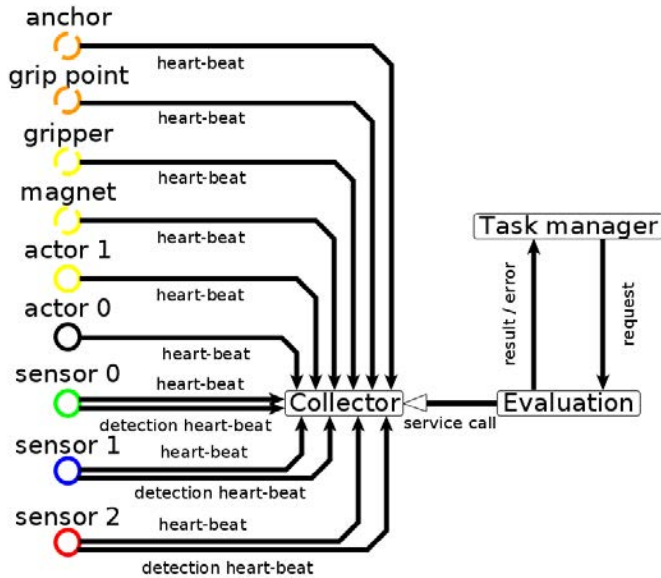 anchor
heart-beat
grip point
heart-beat
gripper
heart-beat
magnet
heart-beat
actor 1
heart-beat
actor 0
heart-beat
sensor 0
heart-beat
detection heart-beat
sensor 1
heart-beat
detection heart-beat
sensor 2
heart-beat
detection heart-beat
Collector
service call
Evaluation
result / error
request
Task manager